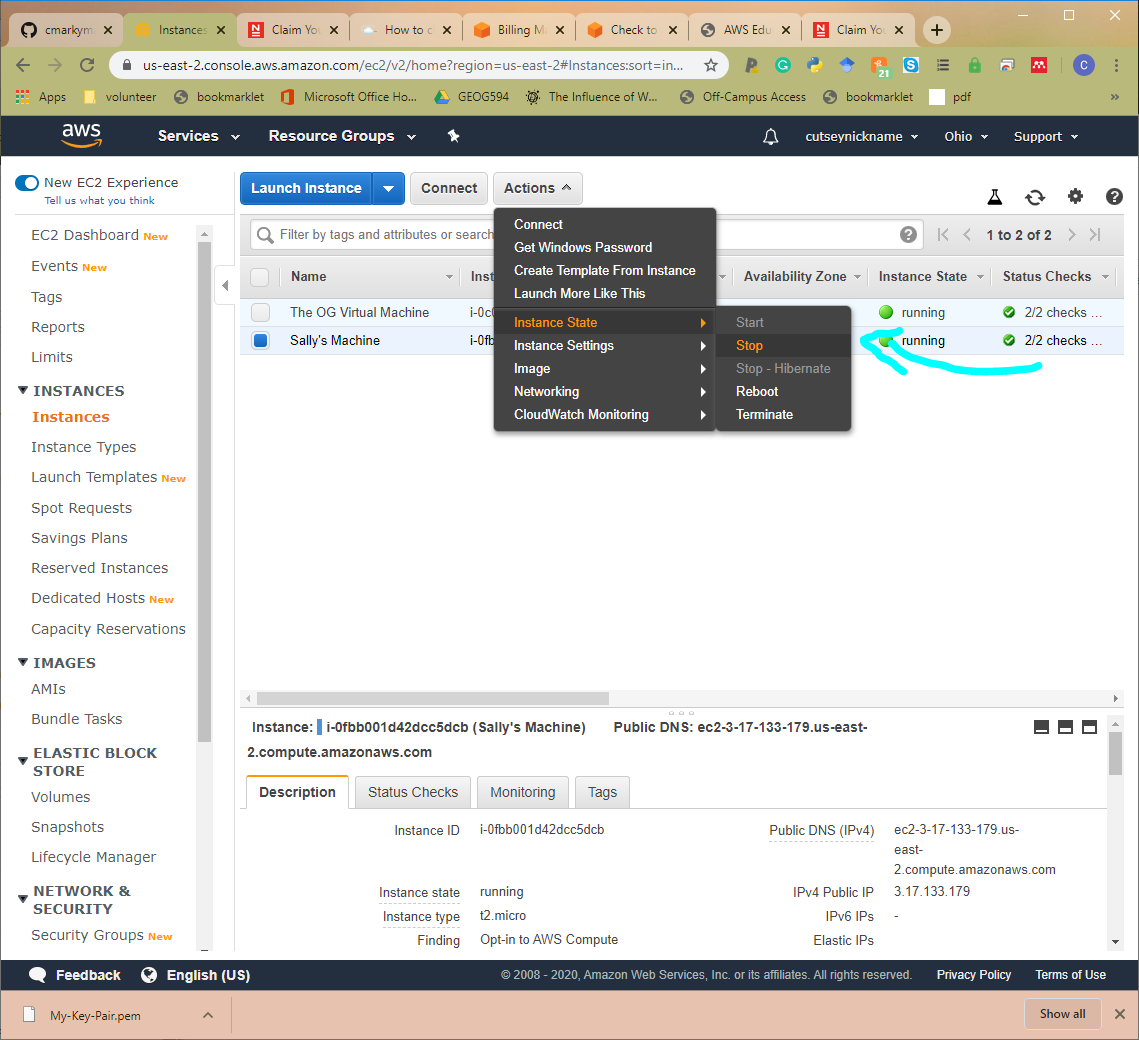 cmarkym
Instances
Claim You
How to c
Billing M
Check to
AWS Edu
Claim You
us-east-2.console.aws.amazon.com/ec2/v2/home?region=us-east-2#Instances:sort=in...
21
C
Apps
volunteer
bookmarklet
Microsoft Office Ho...
GEOG594
The Influence of W...
Off-Campus Access
bookmarklet
pdf
»
aws
Services
Resource Groups
cutseynickname
Ohio
Support
New EC2 Experience
Tell us what you think
Launch Instance
Connect
Actions
EC2 Dashboard New
Events New
Tags
Reports
Limits
INSTANCES
Instances
Instance Types
Launch Templates New
Spot Requests
Savings Plans
Reserved Instances
Dedicated Hosts New
Capacity Reservations
IMAGES
AMIs
Bundle Tasks
ELASTIC BLOCK
STORE
Volumes
Snapshots
Lifecycle Manager
NETWORK &
SECURITY
Security Groups New
Filter by tags and attributes or search
1 to 2 of 2
Name
Inst
Availability Zone
Instance State
Status Checks
The OG Virtual Machine
i-0c
running
2/2 checks ...
Sally's Machine
i-0fb
running
2/2 checks ...
Connect
Get Windows Password
Create Template From Instance
Launch More Like This
Instance State
Instance Settings
Image
Networking
CloudWatch Monitoring
Start
Stop
Stop - Hibernate
Reboot
Terminate
Instance: i-0fbb001d42dcc5dcb (Sally's Machine) Public DNS: ec2-3-17-133-179.us-east-
2.compute.amazonaws.com
Description
Status Checks
Monitoring
Tags
Instance ID i-0fbb001d42dcc5dcb
Public DNS (IPv4) ec2-3-17-133-179.us-
east-
2.compute.amazonaws.com
Instance state running
IPv4 Public IP 3.17.133.179
Instance type t2.micro
IPv6 IPs -
Finding Opt-in to AWS Compute
Elastic IPs
Feedback
English (US)
© 2008 - 2020, Amazon Web Services, Inc. or its affiliates. All rights reserved.
Privacy Policy
Terms of Use
My-Key-Pair.pem
Show all